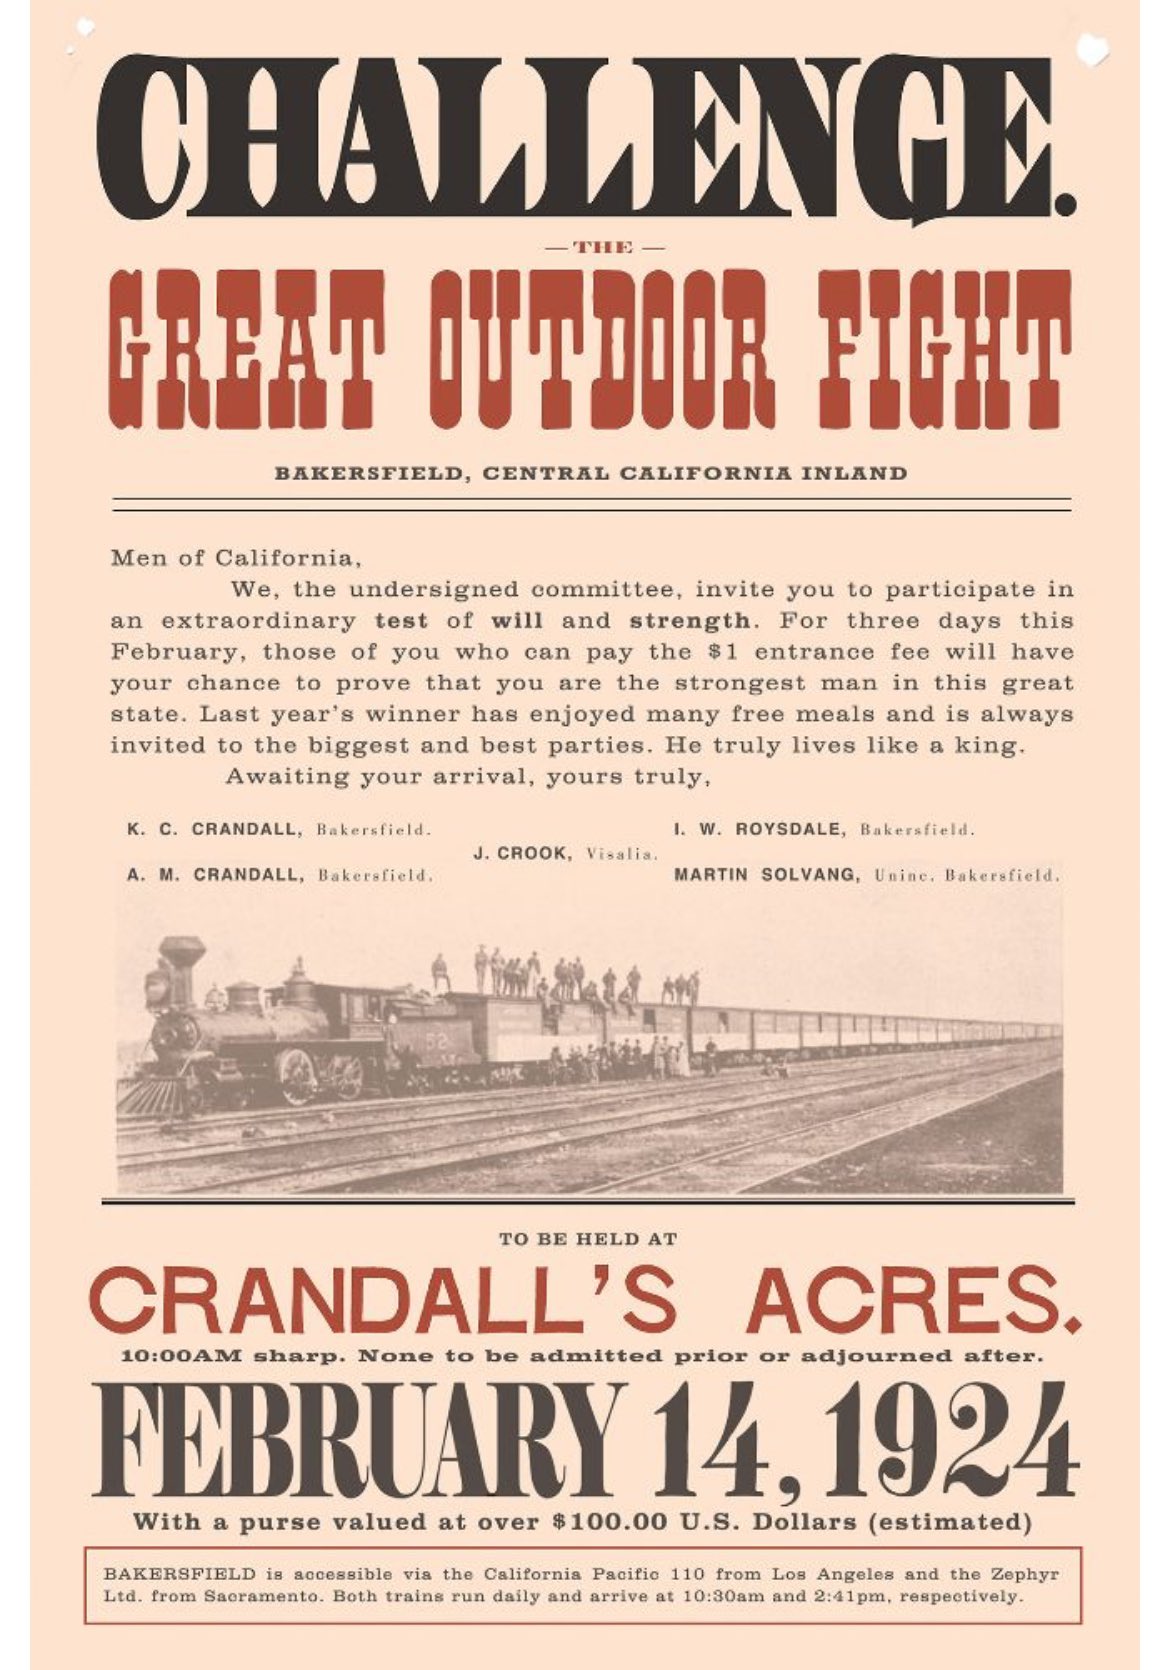 CHALLENGE.
— THE —
GREAT OUTDOOR FIGHT
BAKERSFIELD, CENTRAL CALIFORNIA INLAND
Men of California,
We, the undersigned committee, invite you to participate in
an extraordinary test of will and strength. For three days this
February, those of you who can pay the $1 entrance fee will have
your chance to prove that you are the strongest man in this great
state. Last year's winner has enjoyed many free meals and is always
invited to the biggest and best parties. He truly lives like a king.
Awaiting your arrival, yours truly,
K. C. CRANDALL, Bakersfield.
I. W. ROYSDALE, Bakersfield.
J. CROOK, Visalia.
A. M. CRANDALL, Bakersfield.
MARTIN SOLVANG, Uninc. Bakersfield.
52
TO BE HELD AT
CRANDALL'S ACRES.
10:00AM sharp. None to be admitted prior or adjourned after.
FEBRUARY 14, 1924
With a purse valued at over $100.00 U.S. Dollars (estimated)
BAKERSFIELD is accessible via the California Pacific 110 from Los Angeles and the Zephyr
Ltd. from Sacramento. Both trains run daily and arrive at 10:30am and 2:41pm, respectively.